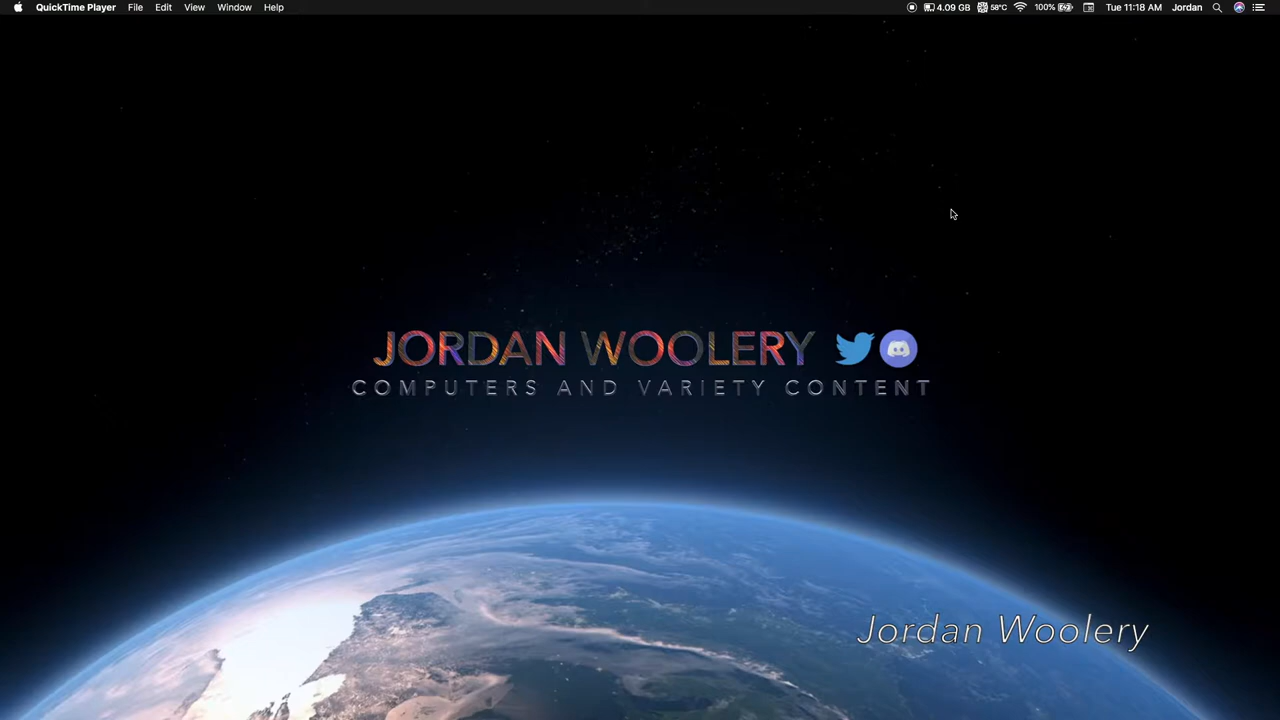 QuickTime Player File Edit View Window Help 4.09 GB 58°C 100% Tue 11:18 AM Jordan
JORDAN WOOLERY
COMPUTERS AND VARIETY CONTENT
Jordan Woolery